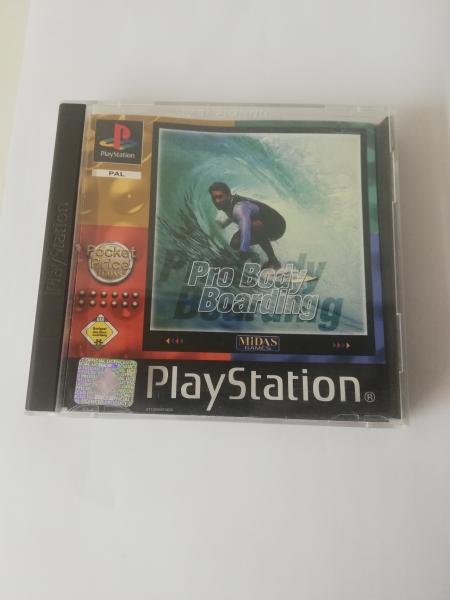 PlayStation
PAL
PlayStation
Pocket
Price
Pro Body
Boarding
MiDAS
GAMES
PlayStation®